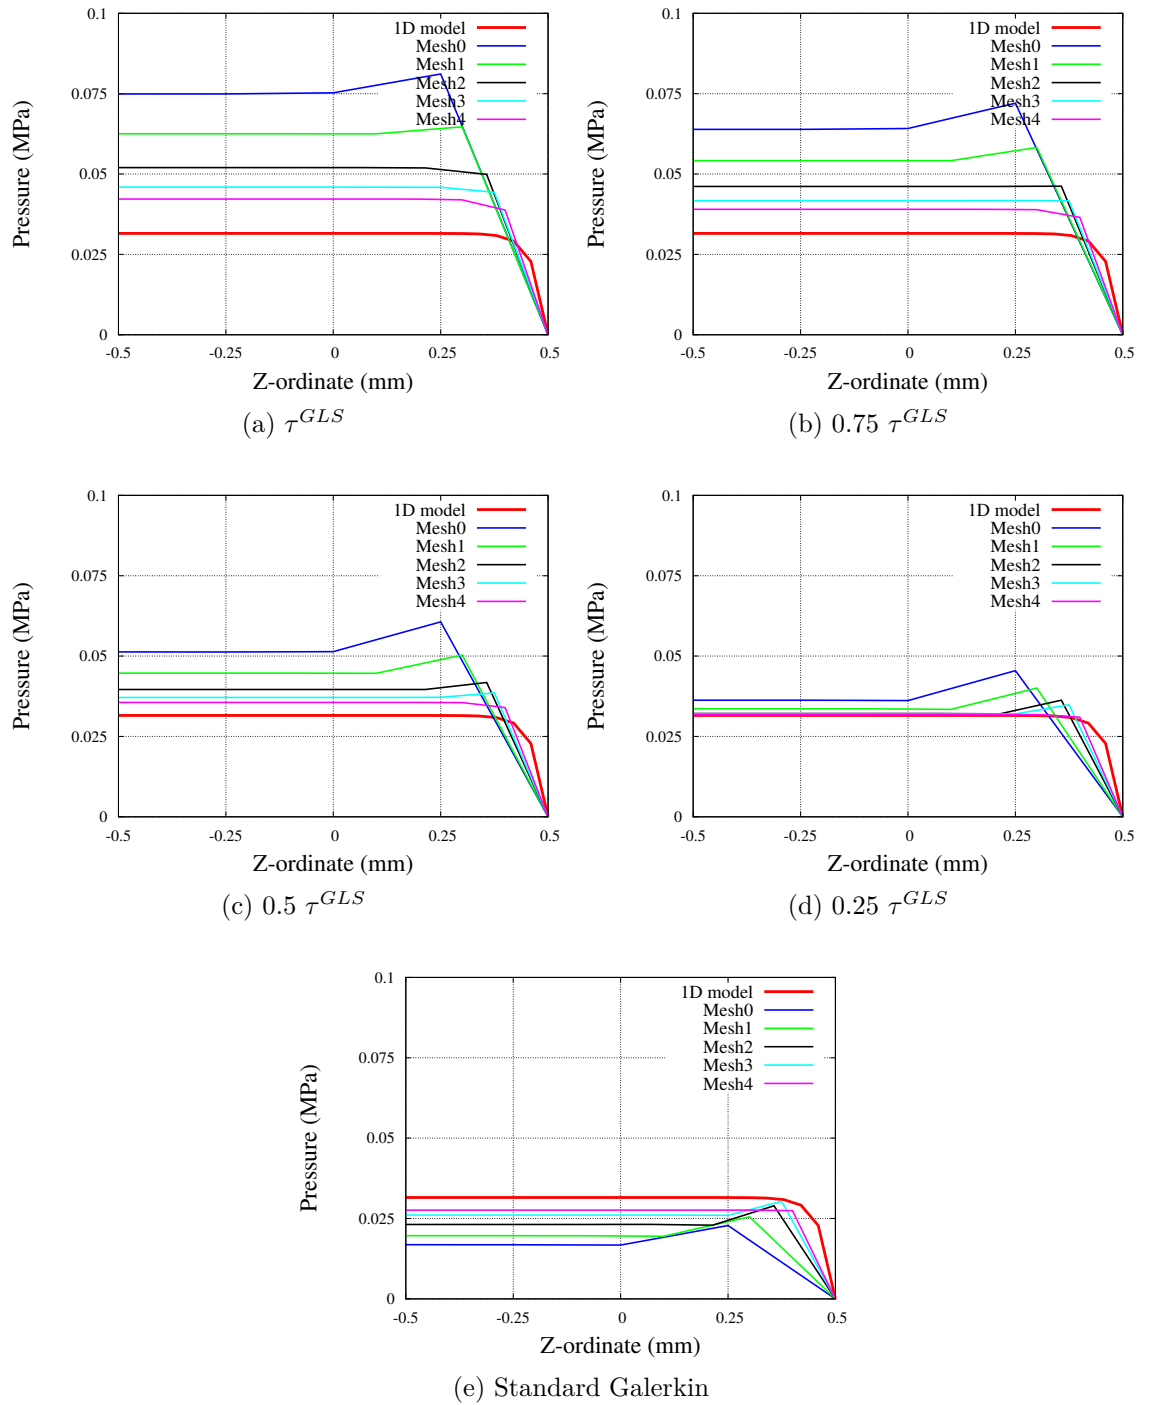 0.1
0.075
0.05
0.025
0
-0.5 -0.25 0 0.25 0.5
Pressure (MPa)
Z-ordinate (mm)
1D model
Mesh0
Mesh1
Mesh2
Mesh3
Mesh4
(a) τ^GLS
0.1
0.075
0.05
0.025
0
-0.5 -0.25 0 0.25 0.5
Pressure (MPa)
Z-ordinate (mm)
1D model
Mesh0
Mesh1
Mesh2
Mesh3
Mesh4
(b) 0.75 τ^GLS
0.1
0.075
0.05
0.025
0
-0.5 -0.25 0 0.25 0.5
Pressure (MPa)
Z-ordinate (mm)
1D model
Mesh0
Mesh1
Mesh2
Mesh3
Mesh4
(c) 0.5 τ^GLS
0.1
0.075
0.05
0.025
0
-0.5 -0.25 0 0.25 0.5
Pressure (MPa)
Z-ordinate (mm)
1D model
Mesh0
Mesh1
Mesh2
Mesh3
Mesh4
(d) 0.25 τ^GLS
0.1
0.075
0.05
0.025
0
-0.5 -0.25 0 0.25 0.5
Pressure (MPa)
Z-ordinate (mm)
1D model
Mesh0
Mesh1
Mesh2
Mesh3
Mesh4
(e) Standard Galerkin